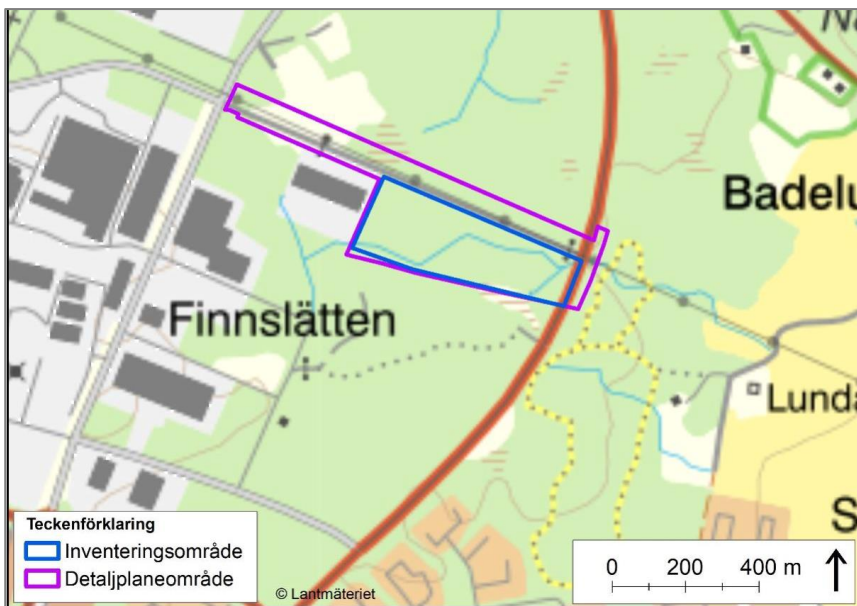 Badelu
Finnslätten
Lunda
S
Teckenförklaring
Inventeringsområde
Detaljplaneområde
© Lantmäteriet
0 200 400 m